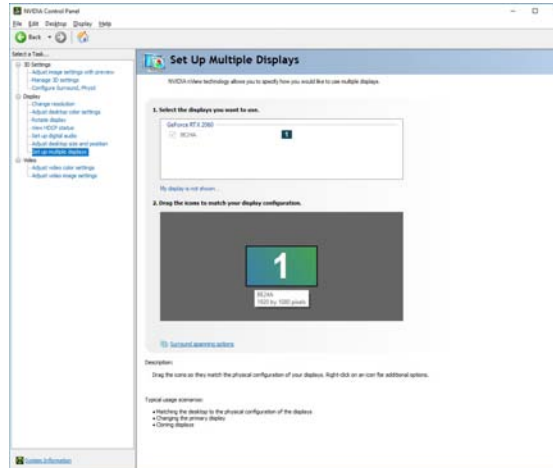 NVIDIA Control Panel
File Edit Desktop Display Help
Back
Select a Task...
3D Settings
Adjust image settings with preview
Manage 3D settings
Configure Surround, PhysX
Display
Change resolution
Adjust desktop color settings
Rotate display
View HDCP status
Set up digital audio
Adjust desktop size and position
Set up multiple displays
Video
Adjust video color settings
Adjust video image settings
System Information
Set Up Multiple Displays
NVIDIA nView technology allows you to specify how you would like to use multiple displays.
1. Select the displays you want to use.
GeForce RTX 2060
1
My display is not shown...
2. Drag the icons to match your display configuration.
1
1920 by 1080 pixels
Surround spanning options
Description:
Drag the icons so they match the physical configuration of your displays. Right-click on an icon for additional options.
Typical usage scenarios:
• Matching the desktop to the physical configuration of the displays
• Changing the primary display
• Cloning displays